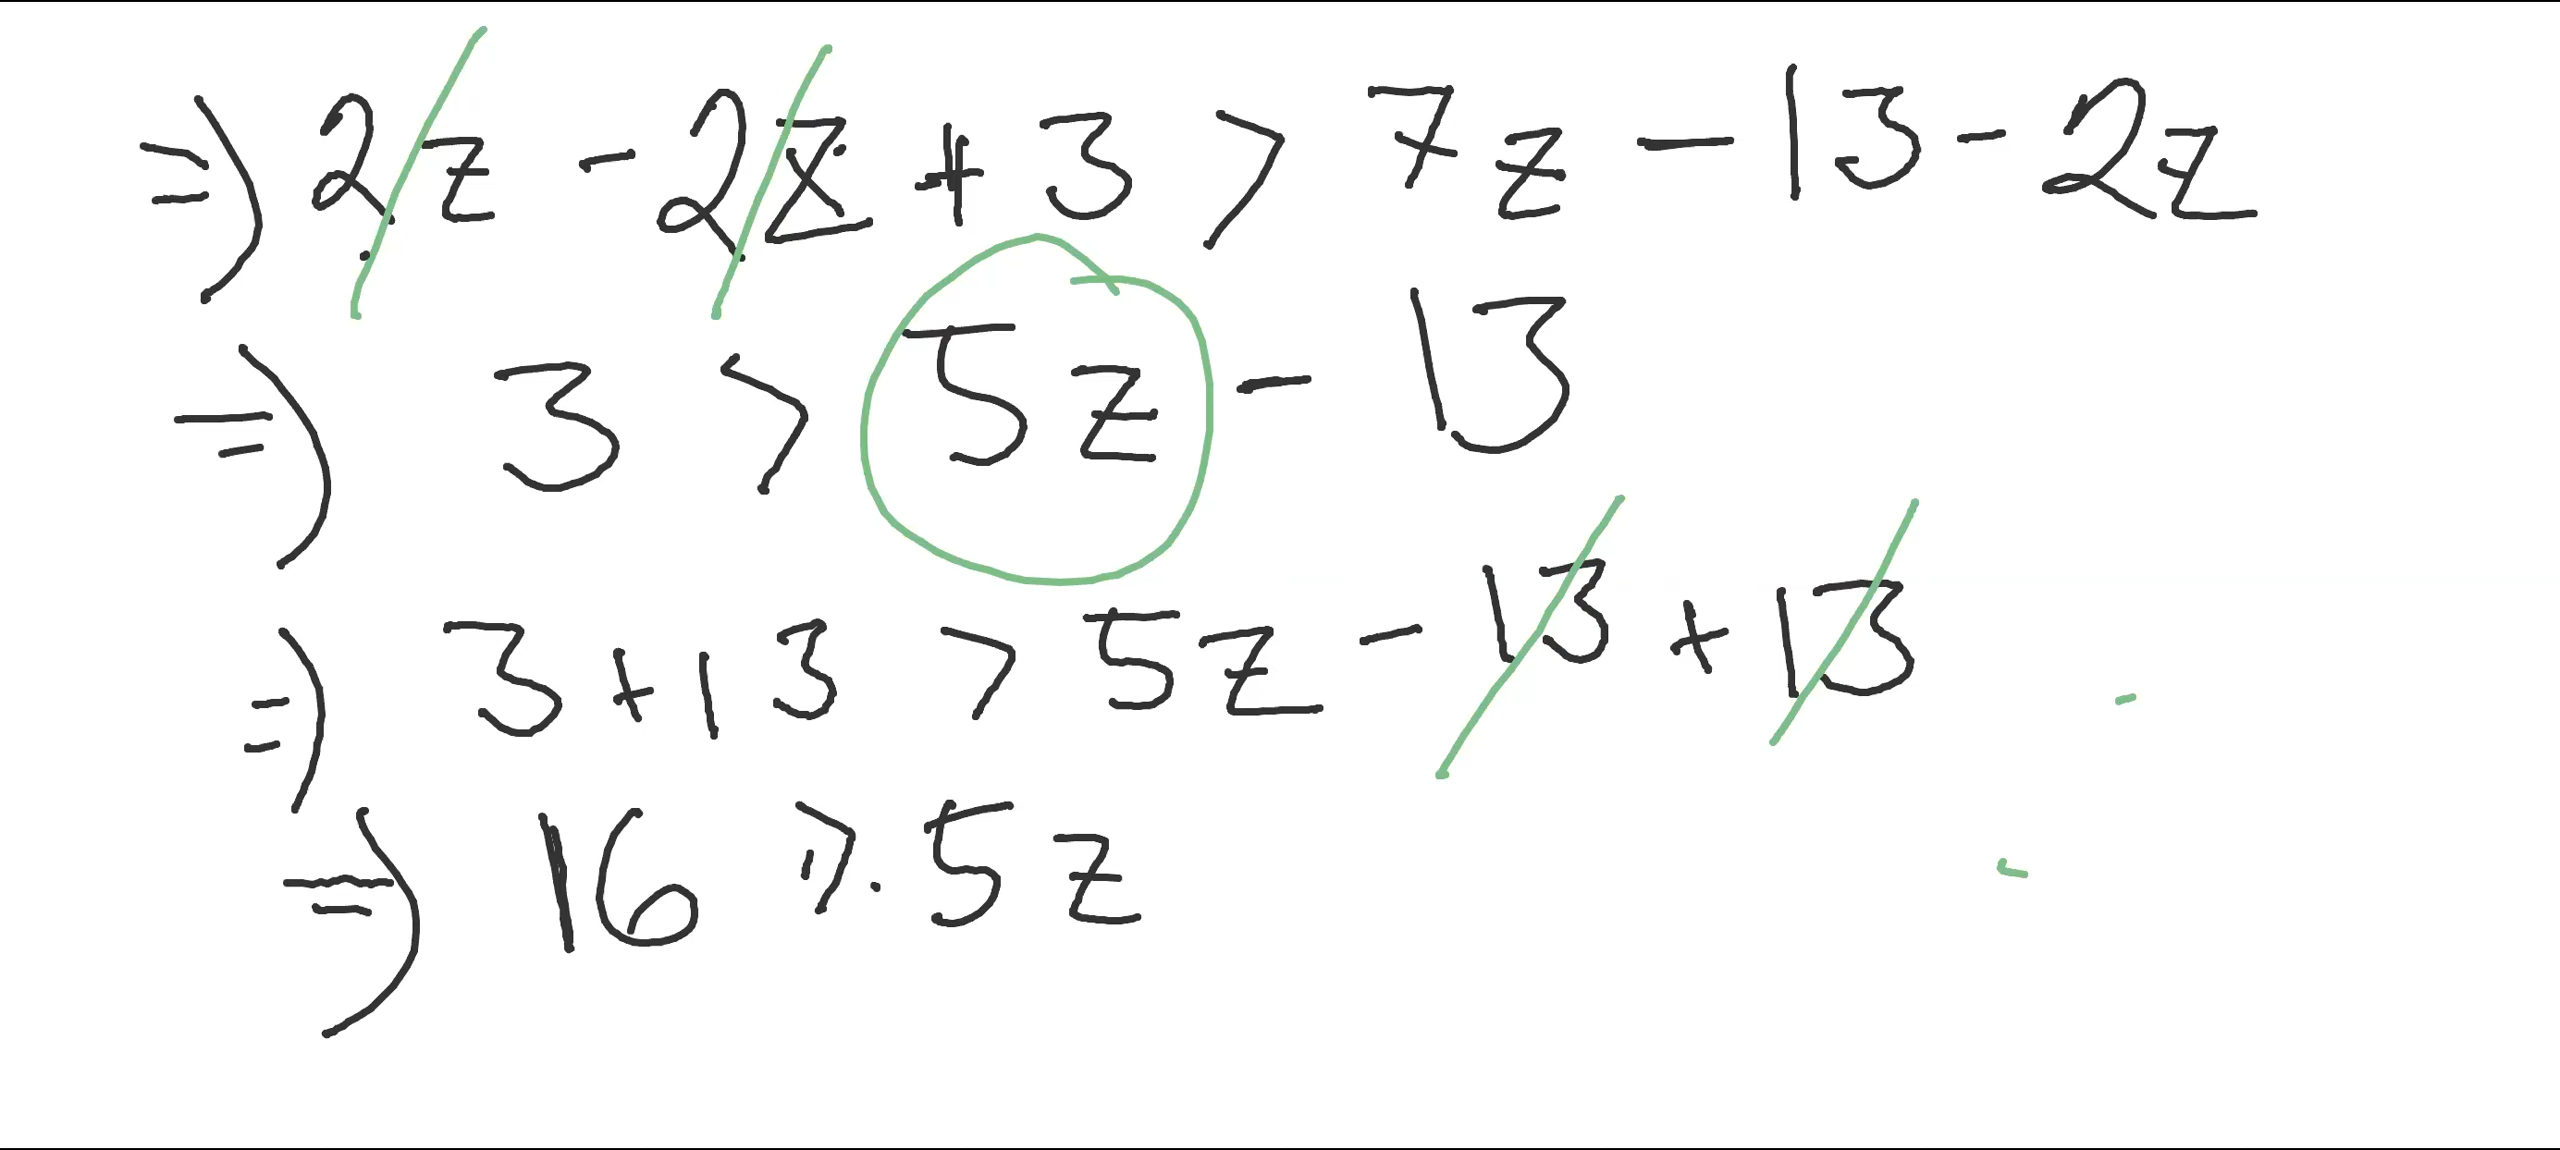 ⇒ 2z - 2z + 3 > 7z - 13 - 2z
⇒ 3 > 5z - 13
⇒ 3 + 13 > 5z - 13 + 13
⇒ 16 > 5z